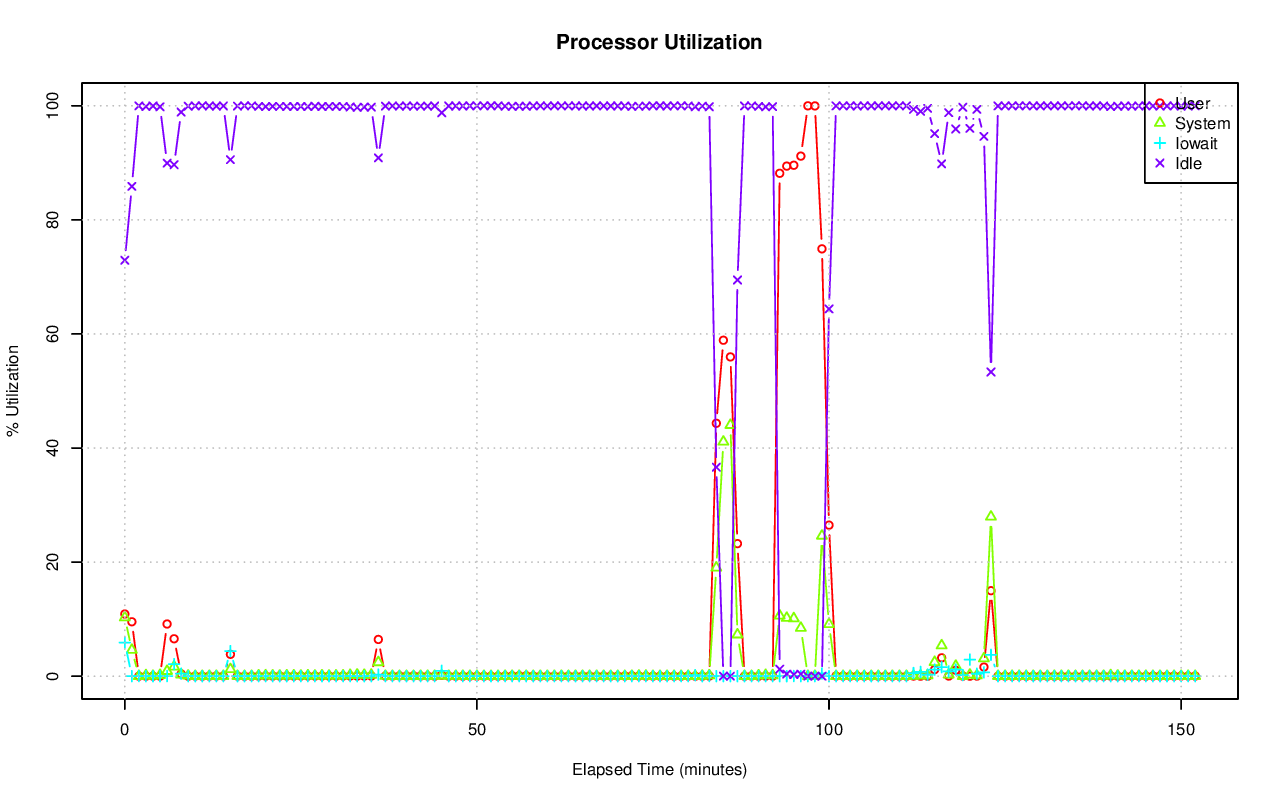 Processor Utilization
% Utilization
100
80
60
40
20
0
User
System
Iowait
Idle
0 50 100 150
Elapsed Time (minutes)